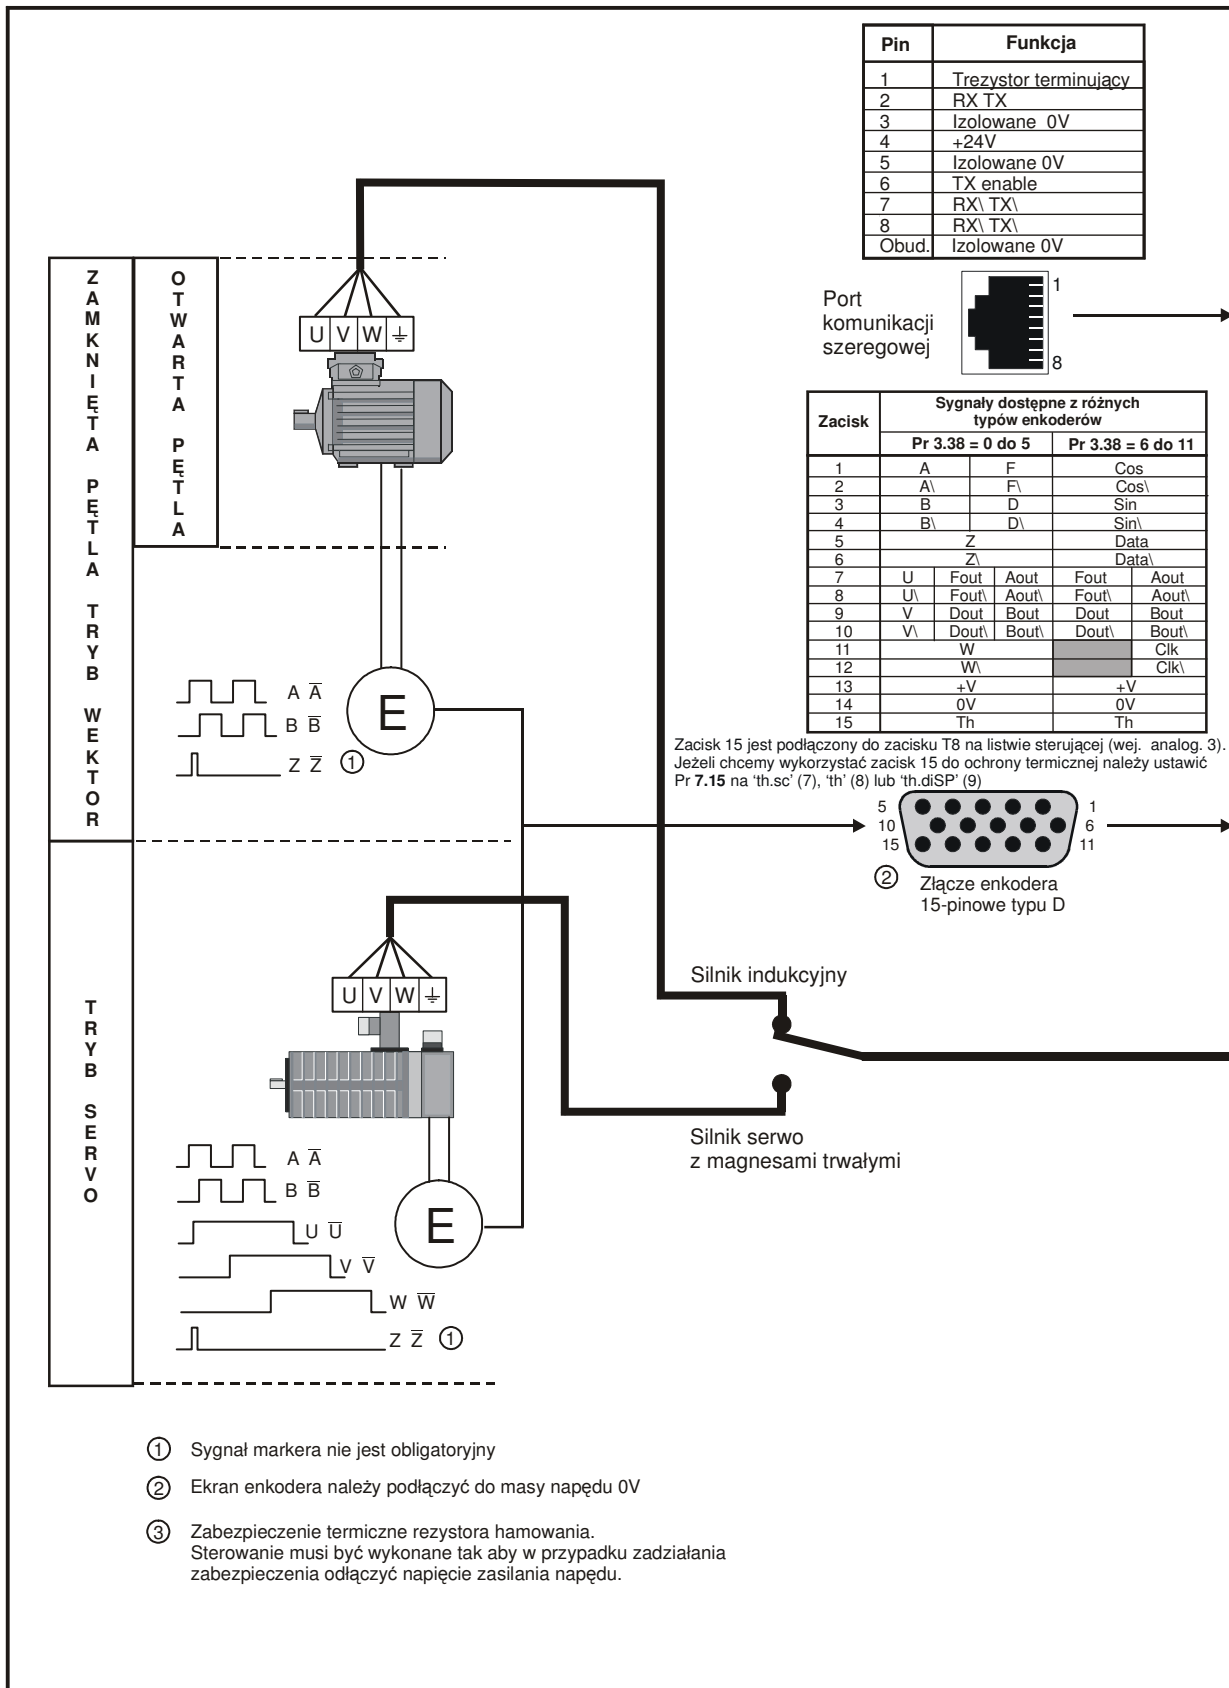 Pin Funkcja
1 Trezystor terminujący
2 RX TX
3 Izolowane 0V
4 +24V
5 Izolowane 0V
6 TX enable
7 RX\ TX\
8 RX\ TX\
Obud. Izolowane 0V
Port
komunikacji
szeregowej
1
8
ZAMKNIĘTA PĘTLA TRYB WEKTOR
OTWARTA PĘTLA
U V W
Zacisk
Sygnały dostępne z różnych
typów enkoderów
Pr 3.38 = 0 do 5 Pr 3.38 = 6 do 11
1 A F Cos
2 A\ F\ Cos\
3 B D Sin
4 B\ D\ Sin\
5 Z Data
6 Z\ Data\
7 U Fout Aout Fout Aout
8 U\ Fout\ Aout\ Fout\ Aout\
9 V Dout Bout Dout Bout
10 V\ Dout\ Bout\ Dout\ Bout\
11 W Clk
12 W\ Clk\
13 +V +V
14 0V 0V
15 Th Th
Zacisk 15 jest podłączony do zacisku T8 na listwie sterującej (wej. analog. 3).
Jeżeli chcemy wykorzystać zacisk 15 do ochrony termicznej należy ustawić
Pr 7.15 na ‘th.sc’ (7), ‘th’ (8) lub ‘th.diSP’ (9)
E
A A̅
B B̅
Z Z̅ ①
5 1
10 6
15 11
② Złącze enkodera
15-pinowe typu D
TRYB SERVO
U V W
Silnik indukcyjny
Silnik serwo
z magnesami trwałymi
A A̅
B B̅
E
U U̅
V V̅
W W̅
Z Z̅ ①
① Sygnał markera nie jest obligatoryjny
② Ekran enkodera należy podłączyć do masy napędu 0V
③ Zabezpieczenie termiczne rezystora hamowania.
Sterowanie musi być wykonane tak aby w przypadku zadziałania
zabezpieczenia odłączyć napięcie zasilania napędu.